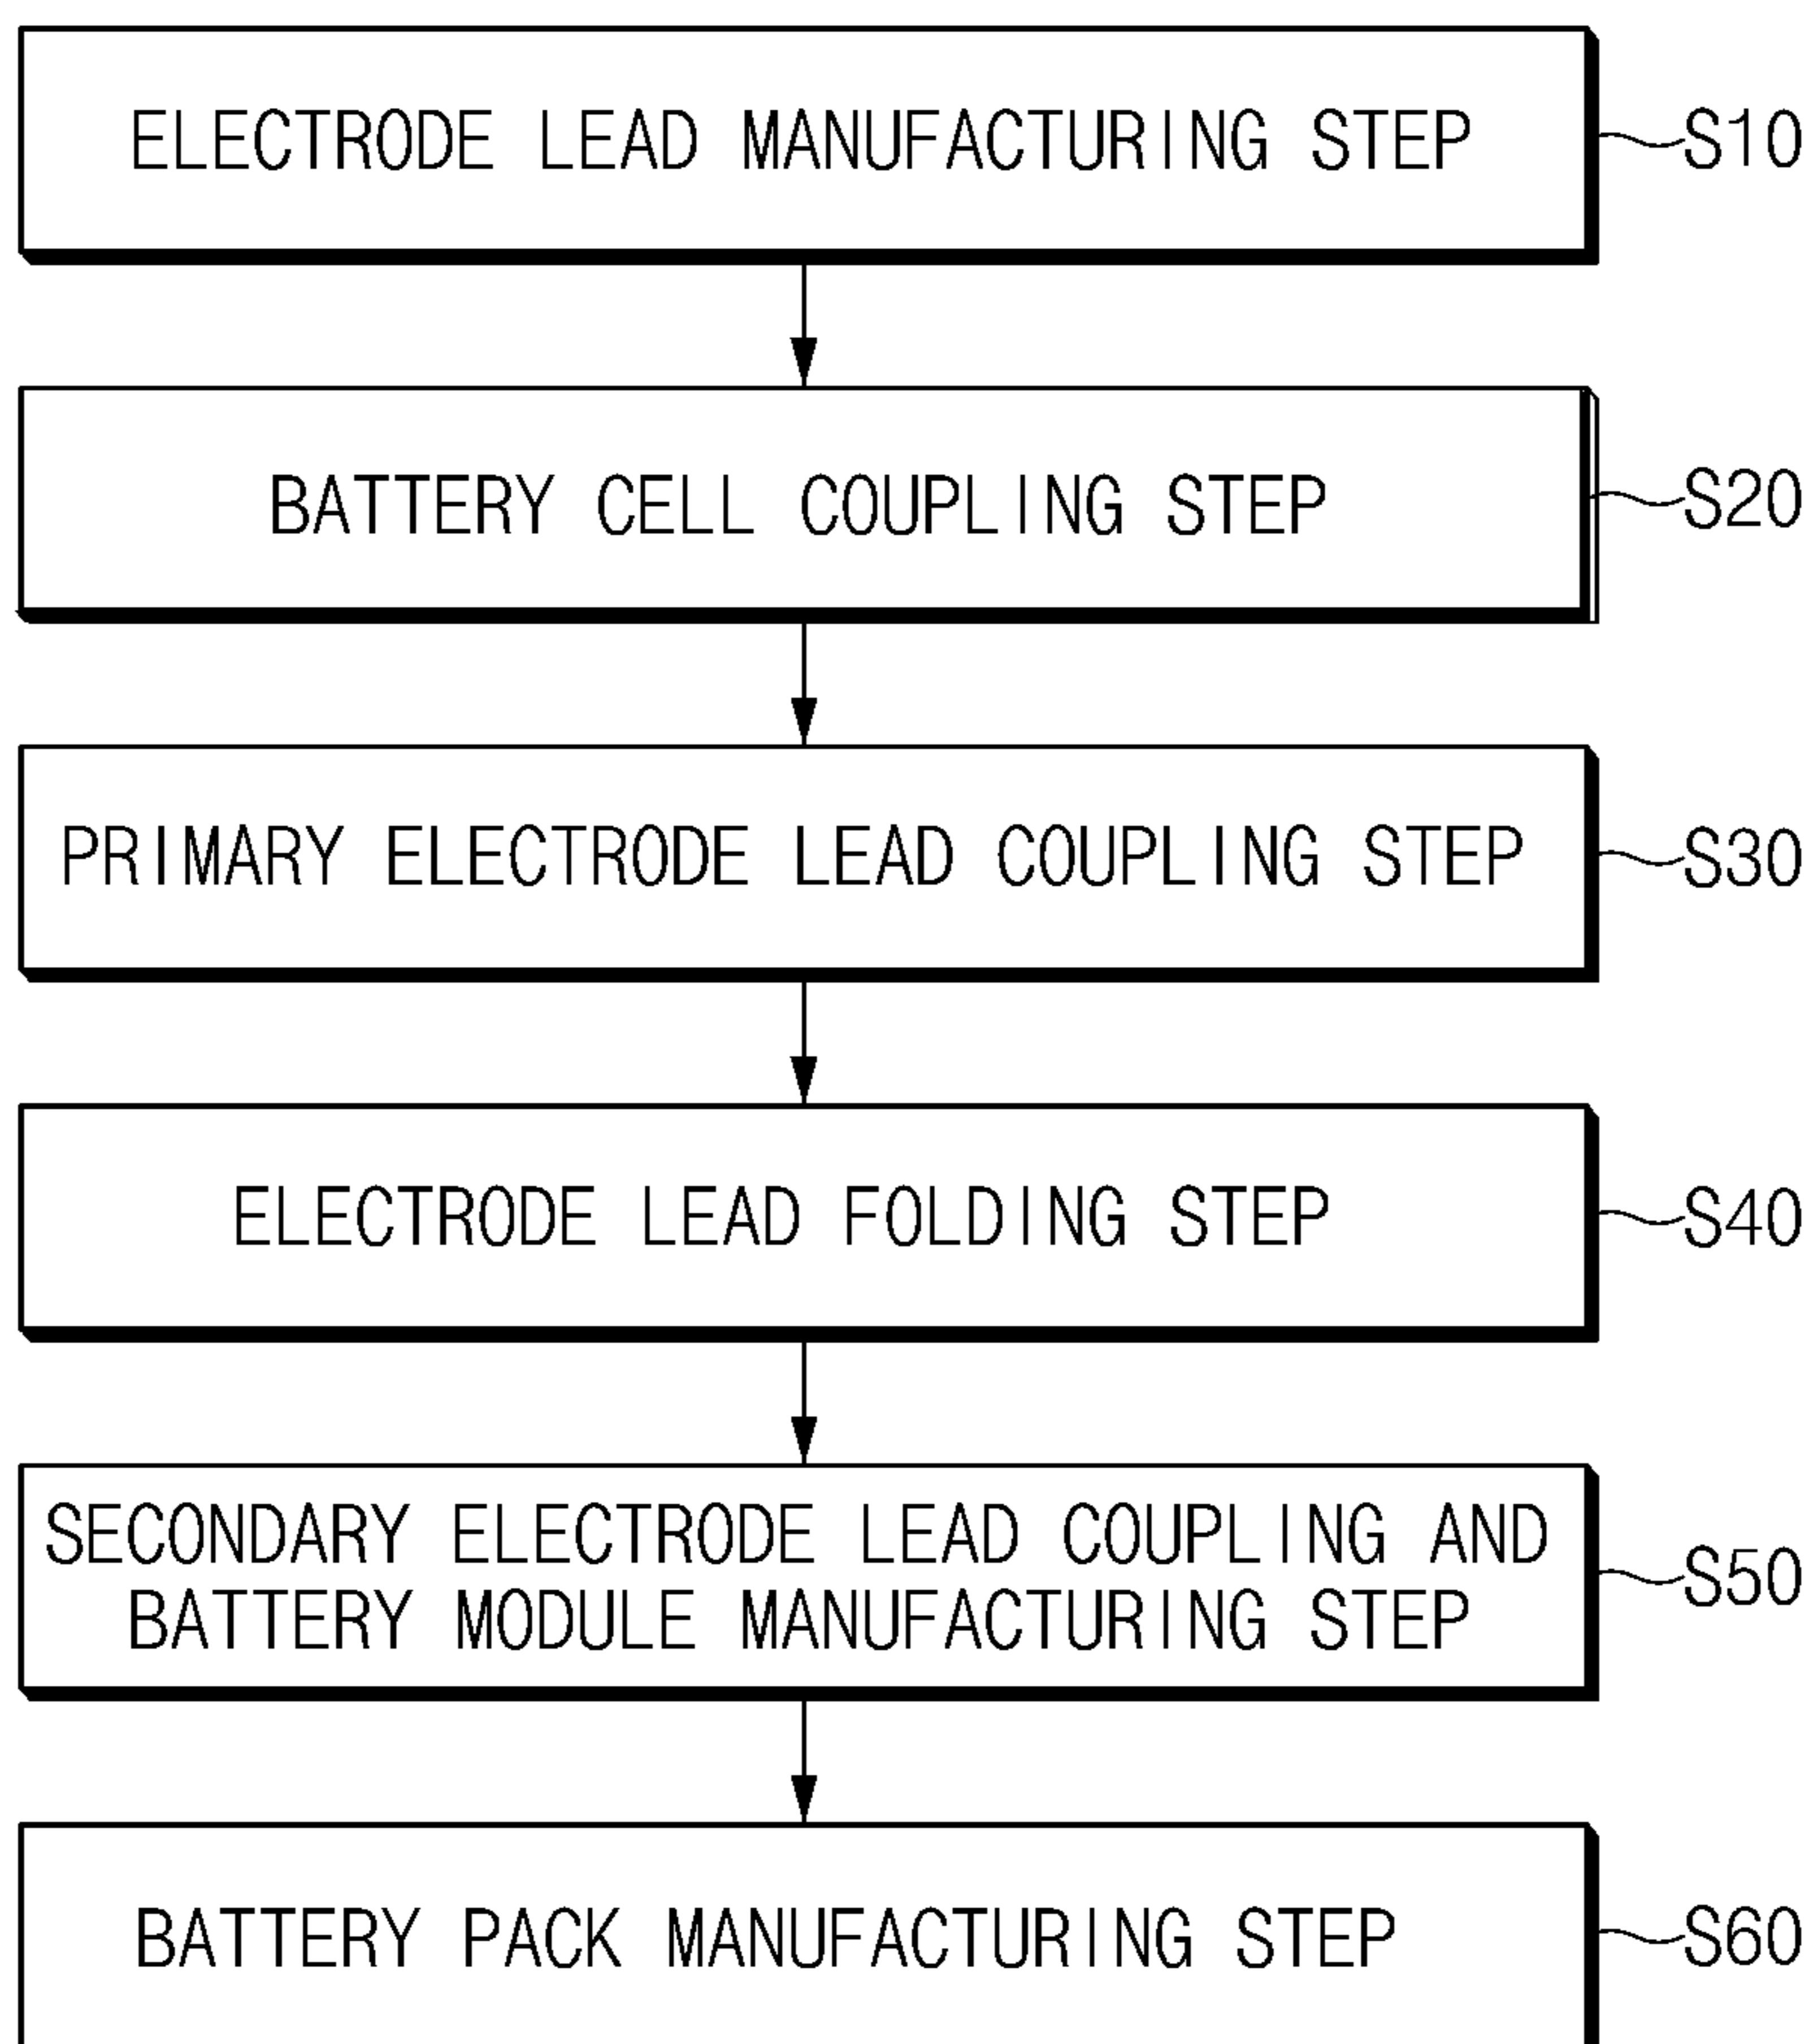 ELECTRODE LEAD MANUFACTURING STEP
S10
BATTERY CELL COUPLING STEP
S20
PRIMARY ELECTRODE LEAD COUPLING STEP
S30
ELECTRODE LEAD FOLDING STEP
S40
SECONDARY ELECTRODE LEAD COUPLING AND
BATTERY MODULE MANUFACTURING STEP
S50
BATTERY PACK MANUFACTURING STEP
S60